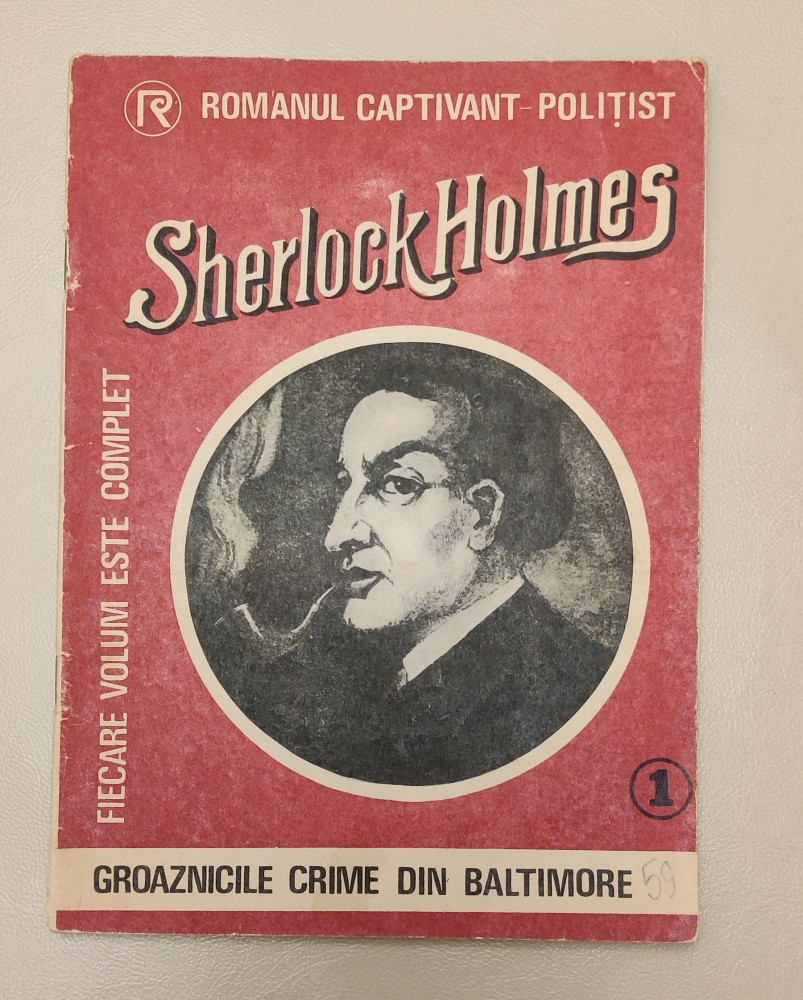 R ROMANUL CAPTIVANT-POLIȚIST
Sherlock Holmes
FIECARE VOLUM ESTE COMPLET
1
GROAZNICILE CRIME DIN BALTIMORE 59